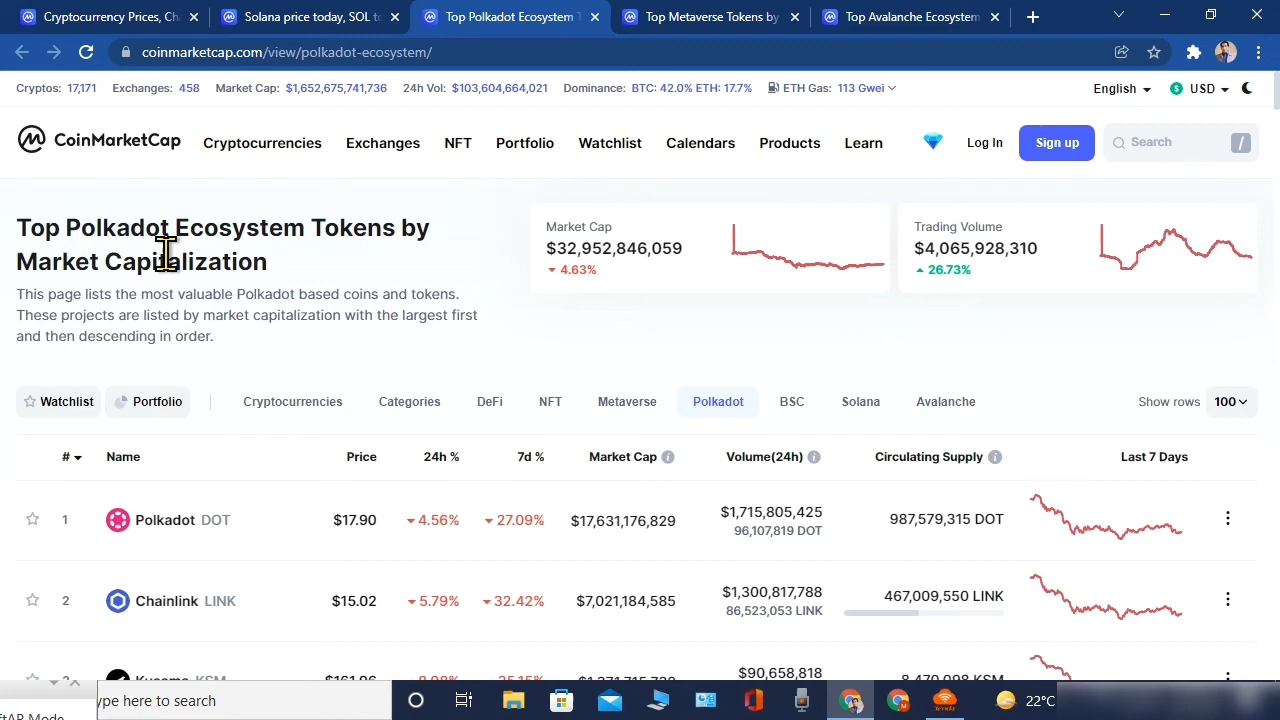 Cryptocurrency Prices, Ch
Solana price today, SOL to
Top Polkadot Ecosystem T
Top Metaverse Tokens by
Top Avalanche Ecosystem
coinmarketcap.com/view/polkadot-ecosystem/
Cryptos: 17,171 Exchanges: 458 Market Cap: $1,652,675,741,736 24h Vol: $103,604,664,021 Dominance: BTC: 42.0% ETH: 17.7% ETH Gas: 113 Gwei English USD
CoinMarketCap Cryptocurrencies Exchanges NFT Portfolio Watchlist Calendars Products Learn Log In Sign up Search /
Top Polkadot Ecosystem Tokens by
Market Capitalization
This page lists the most valuable Polkadot based coins and tokens.
These projects are listed by market capitalization with the largest first
and then descending in order.
Market Cap
$32,952,846,059
4.63%
Trading Volume
$4,065,928,310
26.73%
Watchlist Portfolio Cryptocurrencies Categories DeFi NFT Metaverse Polkadot BSC Solana Avalanche Show rows 100
# Name Price 24h % 7d % Market Cap Volume(24h) Circulating Supply Last 7 Days
1 Polkadot DOT $17.90 4.56% 27.09% $17,631,176,829 $1,715,805,425 987,579,315 DOT
96,107,819 DOT
2 Chainlink LINK $15.02 5.79% 32.42% $7,021,184,585 $1,300,817,788 467,009,550 LINK
86,523,053 LINK
$90,658,818
ype here to search
22°C
AR Mode